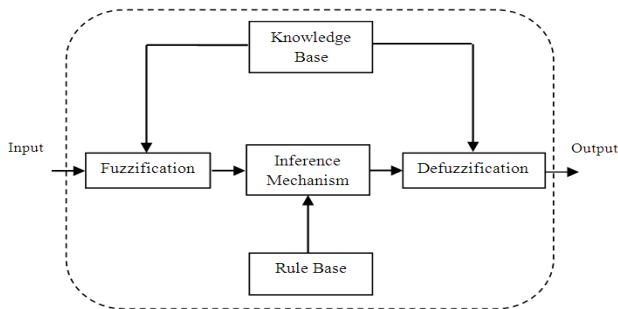 Knowledge
Base
Input
Fuzzification
Inference
Mechanism
Defuzzification
Output
Rule Base